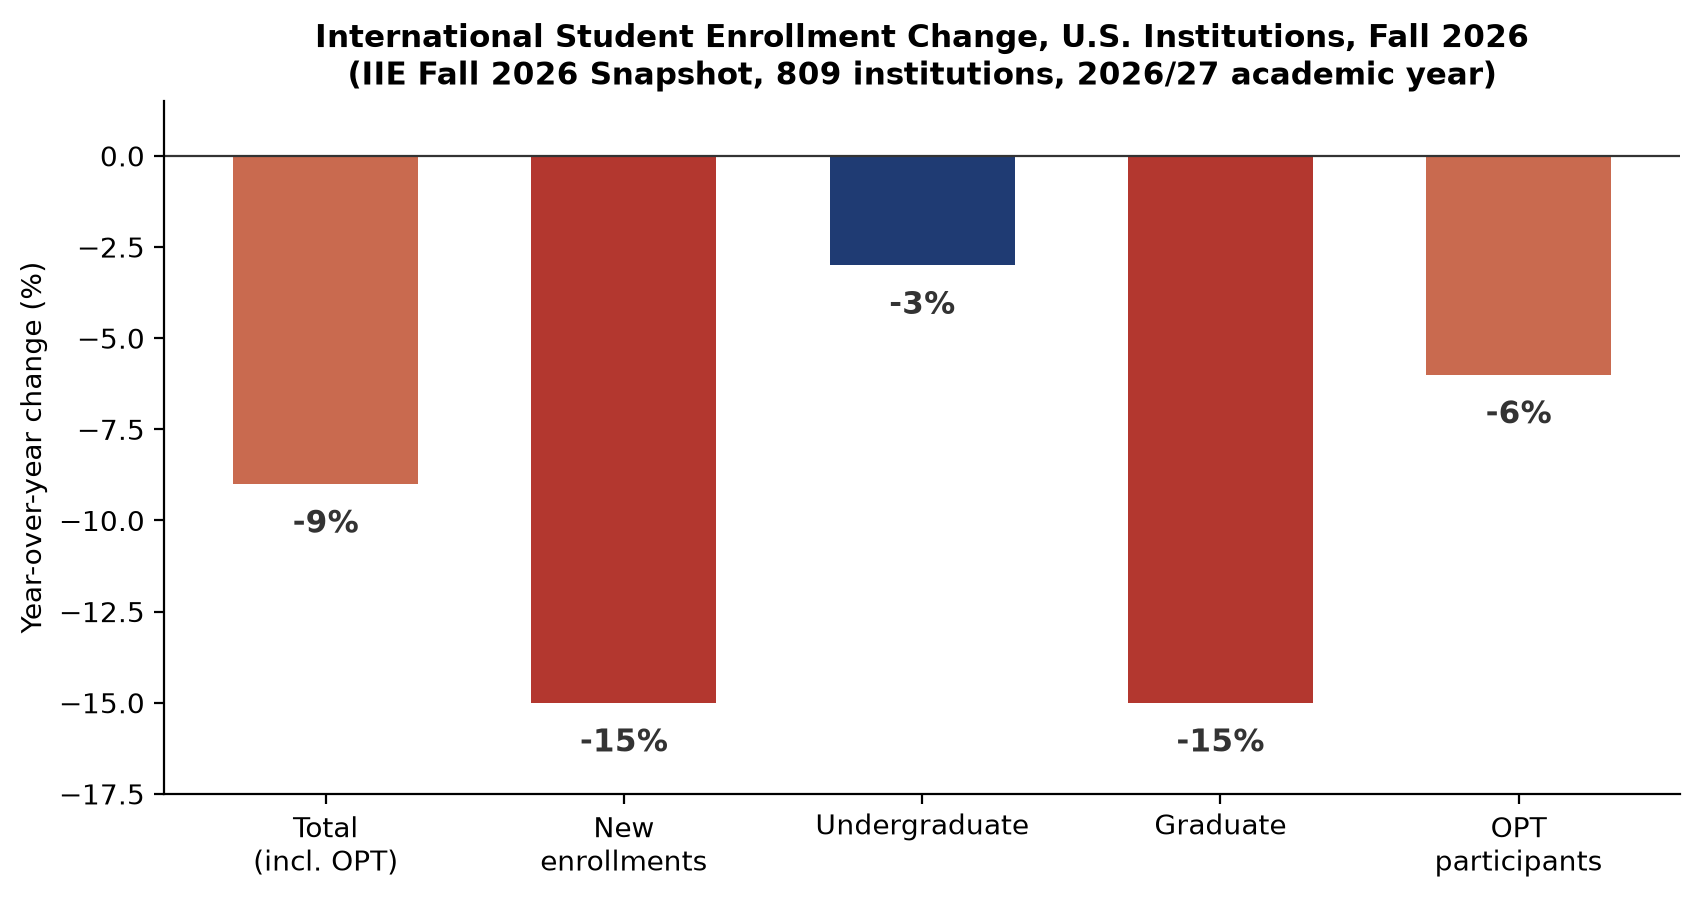 International Student Enrollment Change, U.S. Institutions, Fall 2026
(IIE Fall 2026 Snapshot, 809 institutions, 2026/27 academic year)
Year-over-year change (%)
0.0
−2.5
−5.0
−7.5
−10.0
−12.5
−15.0
−17.5
-9%
-15%
-3%
-15%
-6%
Total
(incl. OPT)
New
enrollments
Undergraduate
Graduate
OPT
participants